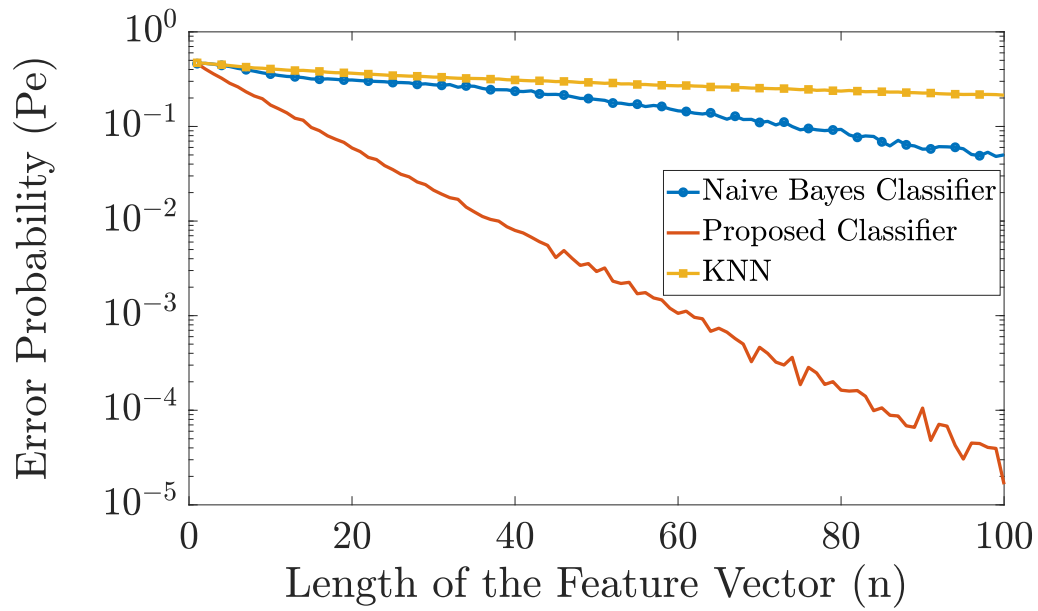 10^0
10^-1
10^-2
10^-3
10^-4
10^-5
Error Probability (Pe)
Naive Bayes Classifier
Proposed Classifier
KNN
0 20 40 60 80 100
Length of the Feature Vector (n)